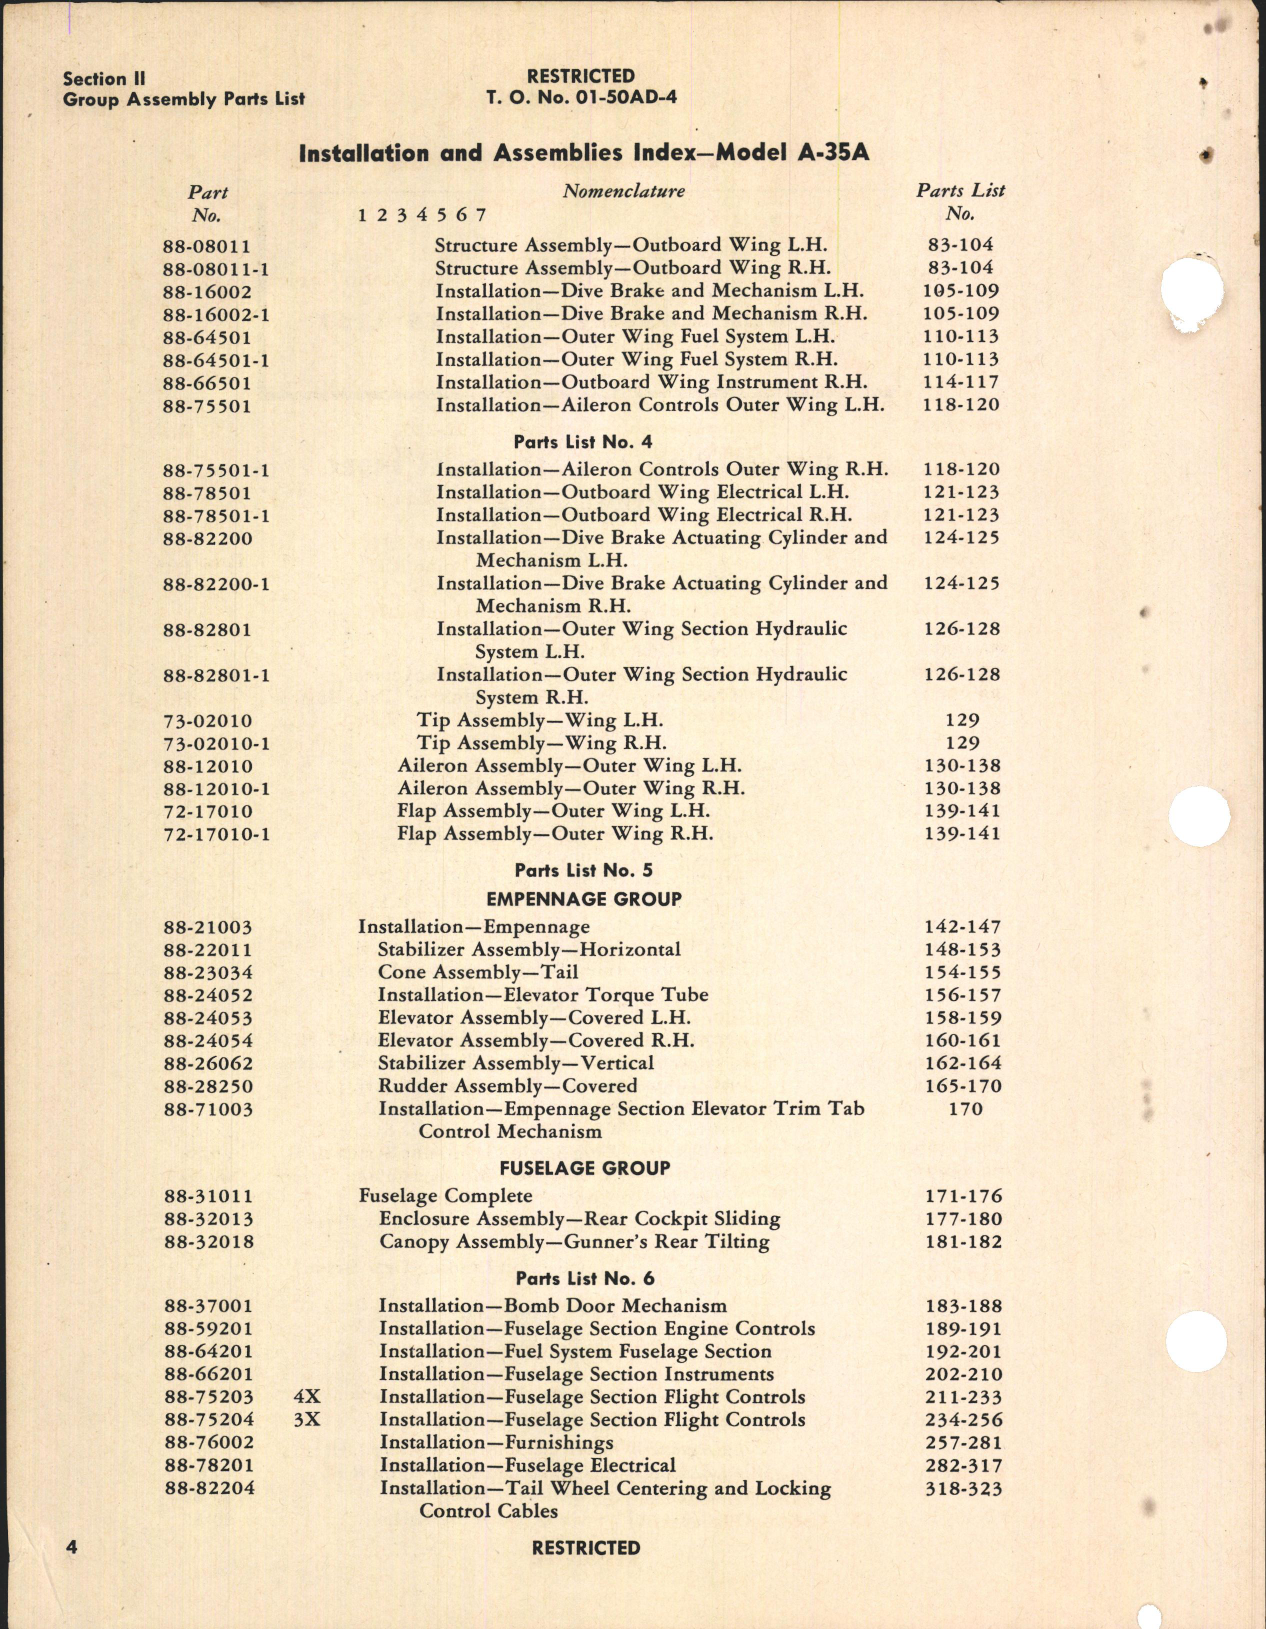 Section II
RESTRICTED
Group Assembly Parts List
T. O. No. 01-50AD-4
Installation and Assemblies Index—Model A-35A
Part Nomenclature Parts List
No. 1 2 3 4 5 6 7 No.
88-08011 Structure Assembly—Outboard Wing L.H. 83-104
88-08011-1 Structure Assembly—Outboard Wing R.H. 83-104
88-16002 Installation—Dive Brake and Mechanism L.H. 105-109
88-16002-1 Installation—Dive Brake and Mechanism R.H. 105-109
88-64501 Installation—Outer Wing Fuel System L.H. 110-113
88-64501-1 Installation—Outer Wing Fuel System R.H. 110-113
88-66501 Installation—Outboard Wing Instrument R.H. 114-117
88-75501 Installation—Aileron Controls Outer Wing L.H. 118-120
Parts List No. 4
88-75501-1 Installation—Aileron Controls Outer Wing R.H. 118-120
88-78501 Installation—Outboard Wing Electrical L.H. 121-123
88-78501-1 Installation—Outboard Wing Electrical R.H. 121-123
88-82200 Installation—Dive Brake Actuating Cylinder and 124-125
Mechanism L.H.
88-82200-1 Installation—Dive Brake Actuating Cylinder and 124-125
Mechanism R.H.
88-82801 Installation—Outer Wing Section Hydraulic 126-128
System L.H.
88-82801-1 Installation—Outer Wing Section Hydraulic 126-128
System R.H.
73-02010 Tip Assembly—Wing L.H. 129
73-02010-1 Tip Assembly—Wing R.H. 129
88-12010 Aileron Assembly—Outer Wing L.H. 130-138
88-12010-1 Aileron Assembly—Outer Wing R.H. 130-138
72-17010 Flap Assembly—Outer Wing L.H. 139-141
72-17010-1 Flap Assembly—Outer Wing R.H. 139-141
Parts List No. 5
EMPENNAGE GROUP
88-21003 Installation—Empennage 142-147
88-22011 Stabilizer Assembly—Horizontal 148-153
88-23034 Cone Assembly—Tail 154-155
88-24052 Installation—Elevator Torque Tube 156-157
88-24053 Elevator Assembly—Covered L.H. 158-159
88-24054 Elevator Assembly—Covered R.H. 160-161
88-26062 Stabilizer Assembly—Vertical 162-164
88-28250 Rudder Assembly—Covered 165-170
88-71003 Installation—Empennage Section Elevator Trim Tab 170
Control Mechanism
FUSELAGE GROUP
88-31011 Fuselage Complete 171-176
88-32013 Enclosure Assembly—Rear Cockpit Sliding 177-180
88-32018 Canopy Assembly—Gunner's Rear Tilting 181-182
Parts List No. 6
88-37001 Installation—Bomb Door Mechanism 183-188
88-59201 Installation—Fuselage Section Engine Controls 189-191
88-64201 Installation—Fuel System Fuselage Section 192-201
88-66201 Installation—Fuselage Section Instruments 202-210
88-75203 4X Installation—Fuselage Section Flight Controls 211-233
88-75204 3X Installation—Fuselage Section Flight Controls 234-256
88-76002 Installation—Furnishings 257-281
88-78201 Installation—Fuselage Electrical 282-317
88-82204 Installation—Tail Wheel Centering and Locking 318-323
Control Cables
4 RESTRICTED